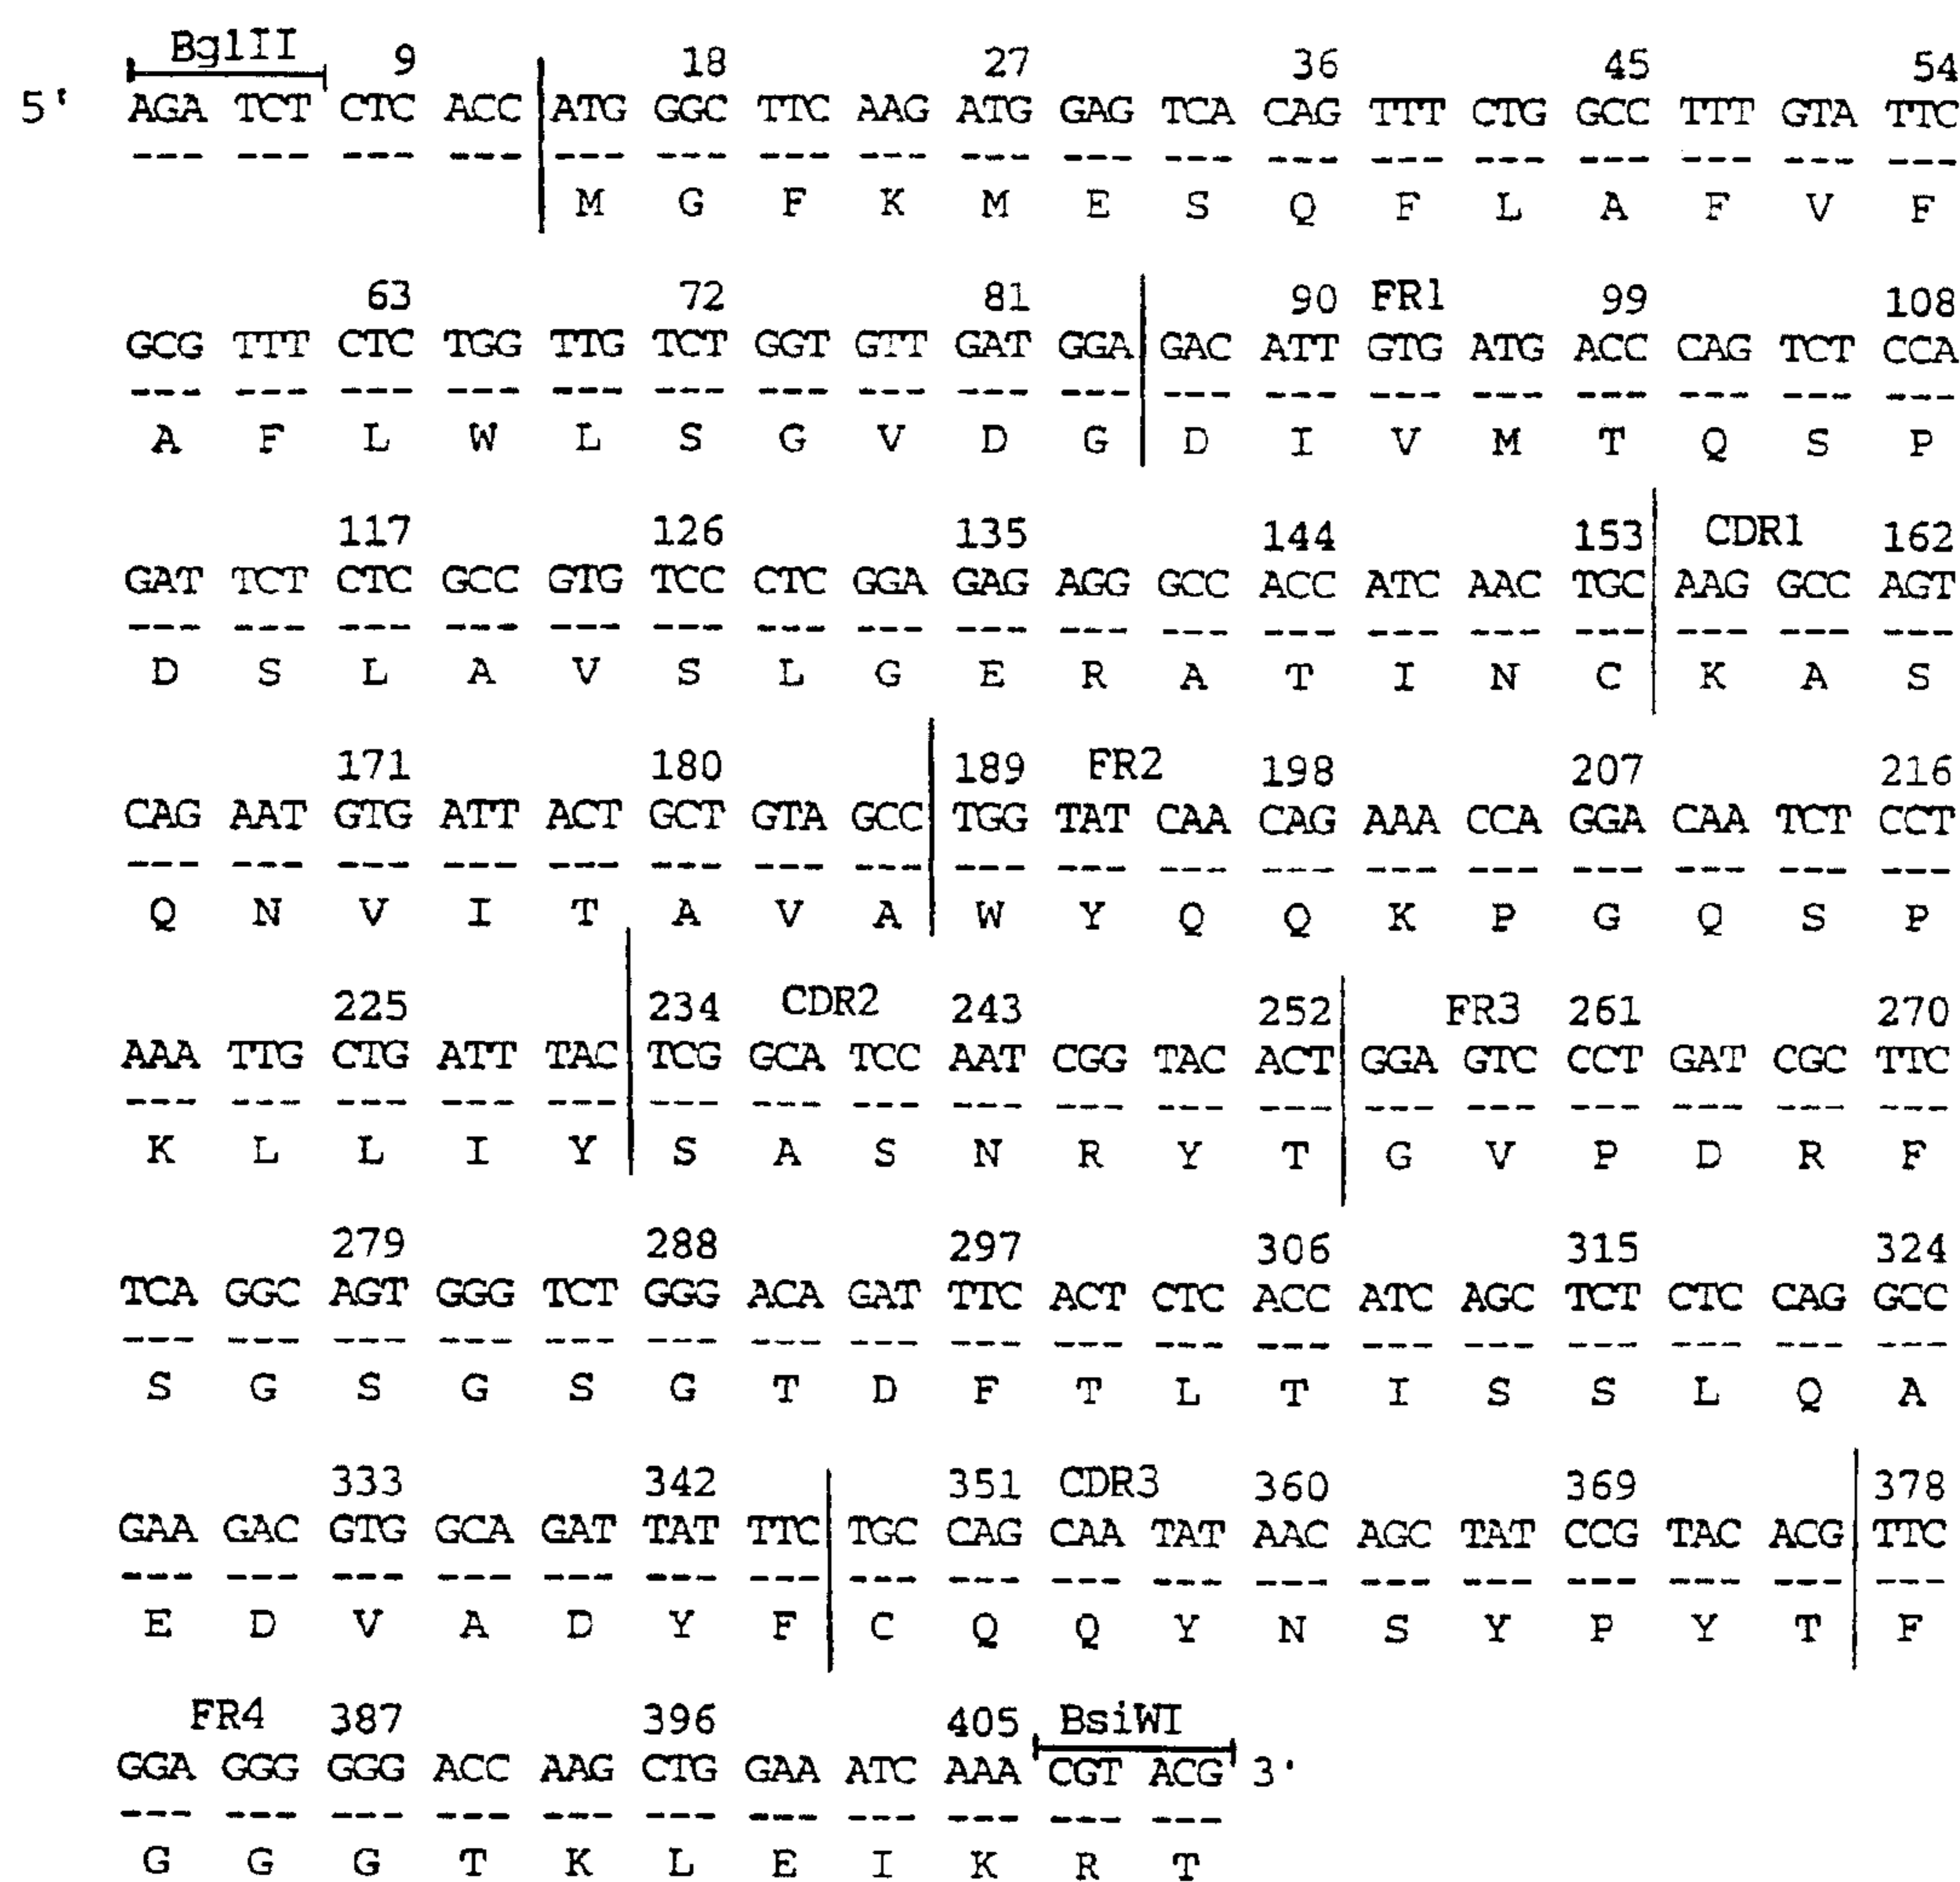 BglII 9 18 27 36 45 54
5' AGA TCT CTC ACC ATG GGC TTC AAG ATG GAG TCA CAG TTT CTG GCC TTT GTA TTC
--- --- --- --- --- --- --- --- --- --- --- --- --- --- --- --- --- ---
M G F K M E S Q F L A F V F
63 72 81 90 FR1 99 108
GCG TTT CTC TGG TTG TCT GGT GTT GAT GGA GAC ATT GTG ATG ACC CAG TCT CCA
--- --- --- --- --- --- --- --- --- --- --- --- --- --- --- --- --- ---
A F L W L S G V D G D I V M T Q S P
117 126 135 144 153 CDR1 162
GAT TCT CTC GCC GTG TCC CTC GGA GAG AGG GCC ACC ATC AAC TGC AAG GCC AGT
--- --- --- --- --- --- --- --- --- --- --- --- --- --- --- --- --- ---
D S L A V S L G E R A T I N C K A S
171 180 189 FR2 198 207 216
CAG AAT GTG ATT ACT GCT GTA GCC TGG TAT CAA CAG AAA CCA GGA CAA TCT CCT
--- --- --- --- --- --- --- --- --- --- --- --- --- --- --- --- --- ---
Q N V I T A V A W Y Q Q K P G Q S P
225 234 CDR2 243 252 FR3 261 270
AAA TTG CTG ATT TAC TCG GCA TCC AAT CGG TAC ACT GGA GTC CCT GAT CGC TTC
--- --- --- --- --- --- --- --- --- --- --- --- --- --- --- --- --- ---
K L L I Y S A S N R Y T G V P D R F
279 288 297 306 315 324
TCA GGC AGT GGG TCT GGG ACA GAT TTC ACT CTC ACC ATC AGC TCT CTC CAG GCC
--- --- --- --- --- --- --- --- --- --- --- --- --- --- --- --- --- ---
S G S G S G T D F T L T I S S L Q A
333 342 351 CDR3 360 369 378
GAA GAC GTG GCA GAT TAT TTC TGC CAG CAA TAT AAC AGC TAT CCG TAC ACG TTC
--- --- --- --- --- --- --- --- --- --- --- --- --- --- --- --- --- ---
E D V A D Y F C Q Q Y N S Y P Y T F
FR4 387 396 405 BsiWI
GGA GGG GGG ACC AAG CTG GAA ATC AAA CGT ACG 3'
--- --- --- --- --- --- --- --- --- --- ---
G G G T K L E I K R T